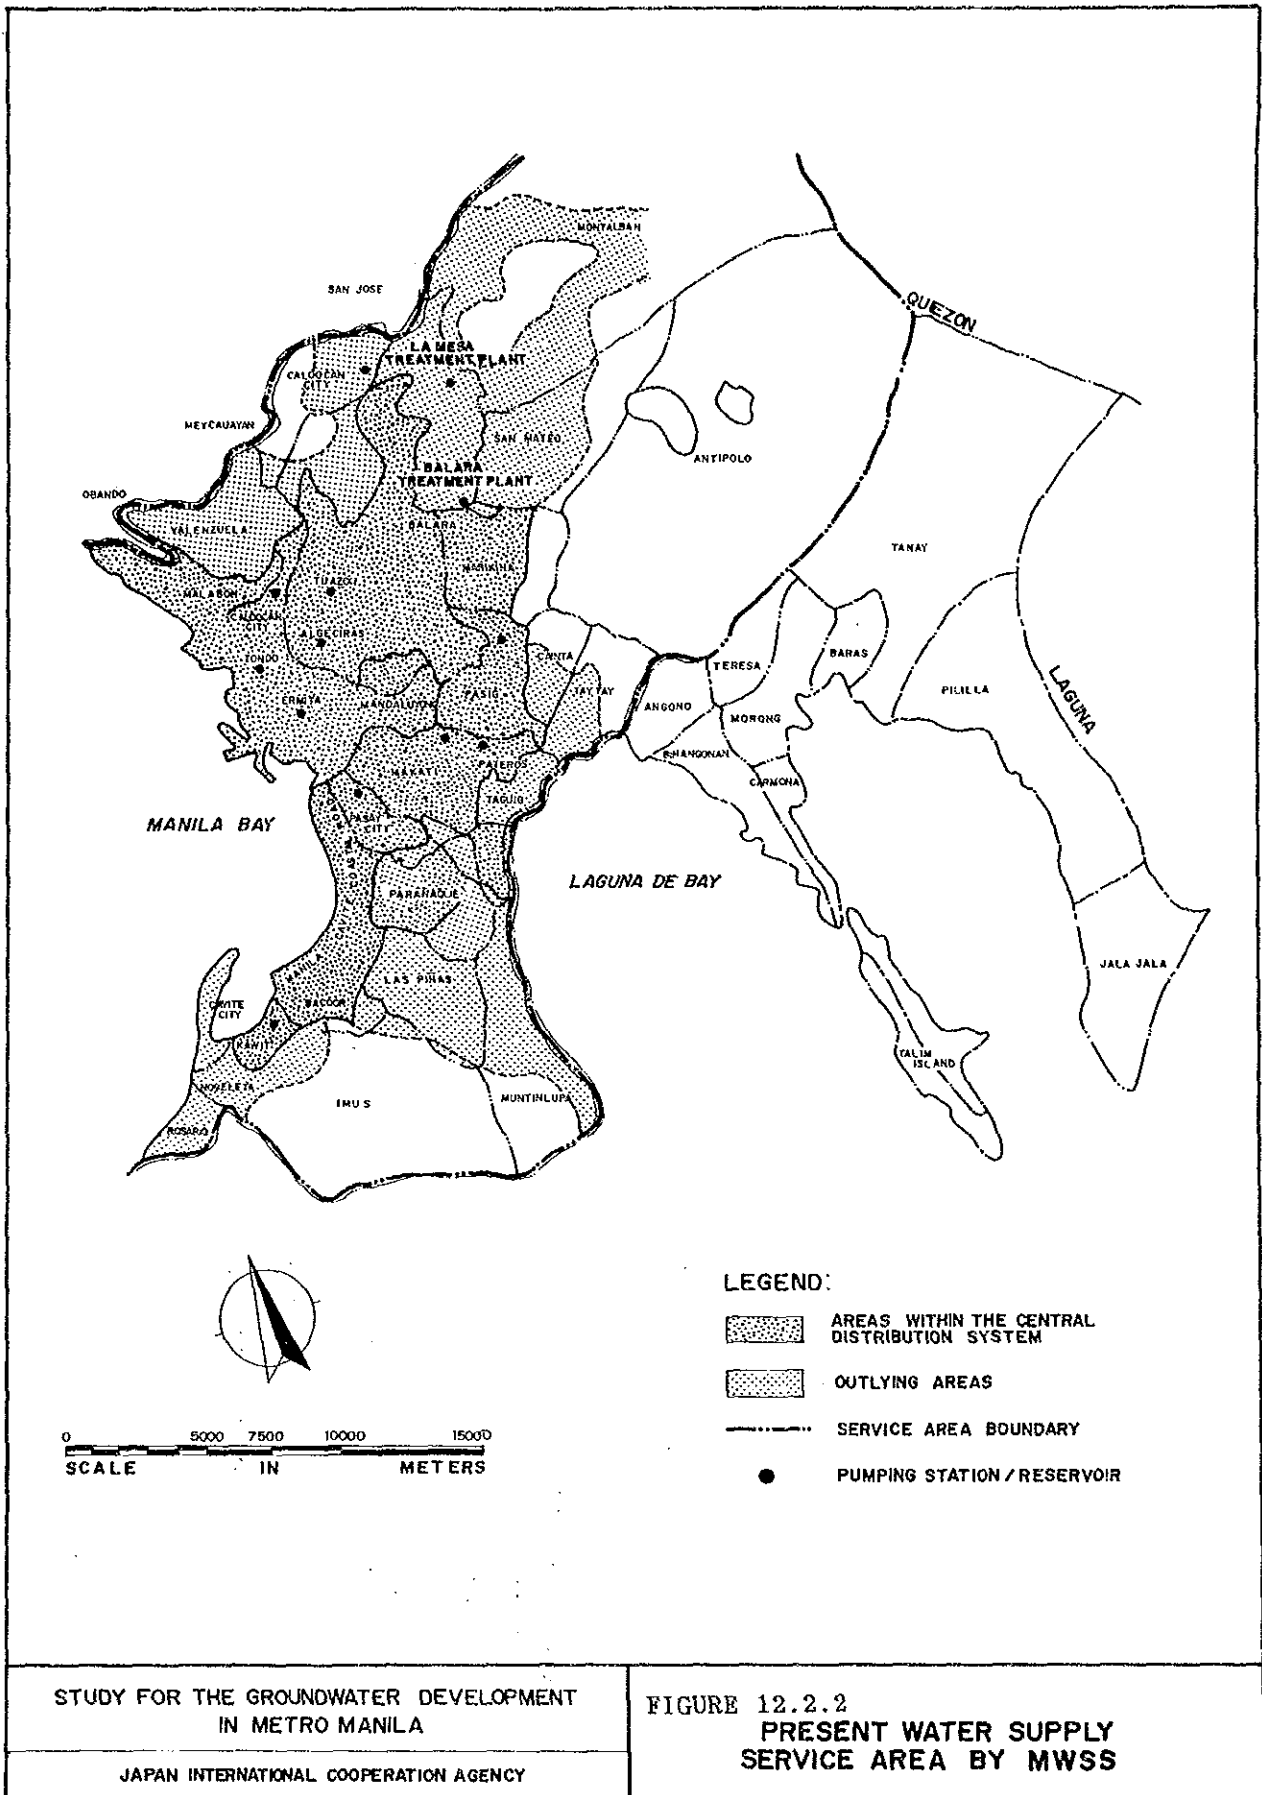 MONTALBAN
SAN JOSE
QUEZON
LA MESA
TREATMENT PLANT
CALOOCAN
CITY
MEYCAUAYAN
SAN MATEO
ANTIPOLO
BALARA
TREATMENT PLANT
OBANDO
VALENZUELA
BALARA
TANAY
MARIKINA
MALABON
CALOOCAN
CITY
ALGECIRAS
TONDO
CAINTA
TERESA
BARAS
LAGUNA
ERMITA
MANDALUYONG
PASIG
TAYTAY
ANGONO
MORONG
PILILLA
BINANGONAN
MAKATI
PATEROS
CARMONA
TAGUIG
MANILA BAY
PASAY
CITY
LAGUNA DE BAY
PARAÑAQUE
MANILA CAVITE COASTAL
LAS PIÑAS
JALA JALA
CAVITE
CITY
BACOOR
KAWIT
TALIM
ISLAND
NOVELETA
IMUS
MUNTINLUPA
ROSARIO
LEGEND:
AREAS WITHIN THE CENTRAL
DISTRIBUTION SYSTEM
OUTLYING AREAS
SERVICE AREA BOUNDARY
PUMPING STATION / RESERVOIR
0 5000 7500 10000 15000
SCALE IN METERS
STUDY FOR THE GROUNDWATER DEVELOPMENT
IN METRO MANILA
JAPAN INTERNATIONAL COOPERATION AGENCY
FIGURE 12.2.2
PRESENT WATER SUPPLY
SERVICE AREA BY MWSS